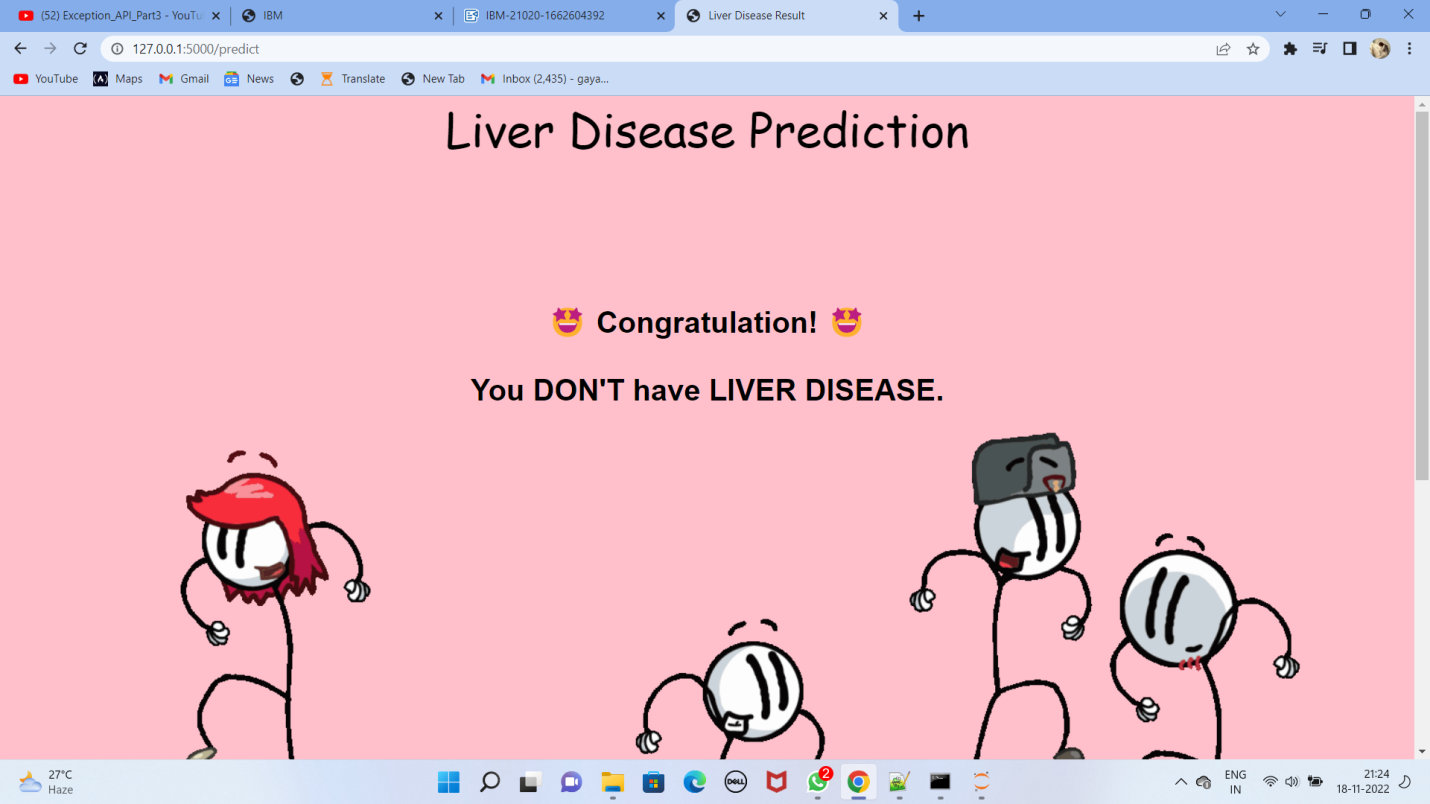 (52) Exception_API_Part3 - YouTu
IBM
IBM-21020-1662604392
Liver Disease Result
127.0.0.1:5000/predict
YouTube
Maps
Gmail
News
Translate
New Tab
Inbox (2,435) - gaya...
Liver Disease Prediction
🤩 Congratulation! 🤩
You DON'T have LIVER DISEASE.
27°C
Haze
DELL
2
ENG
IN
21:24
18-11-2022